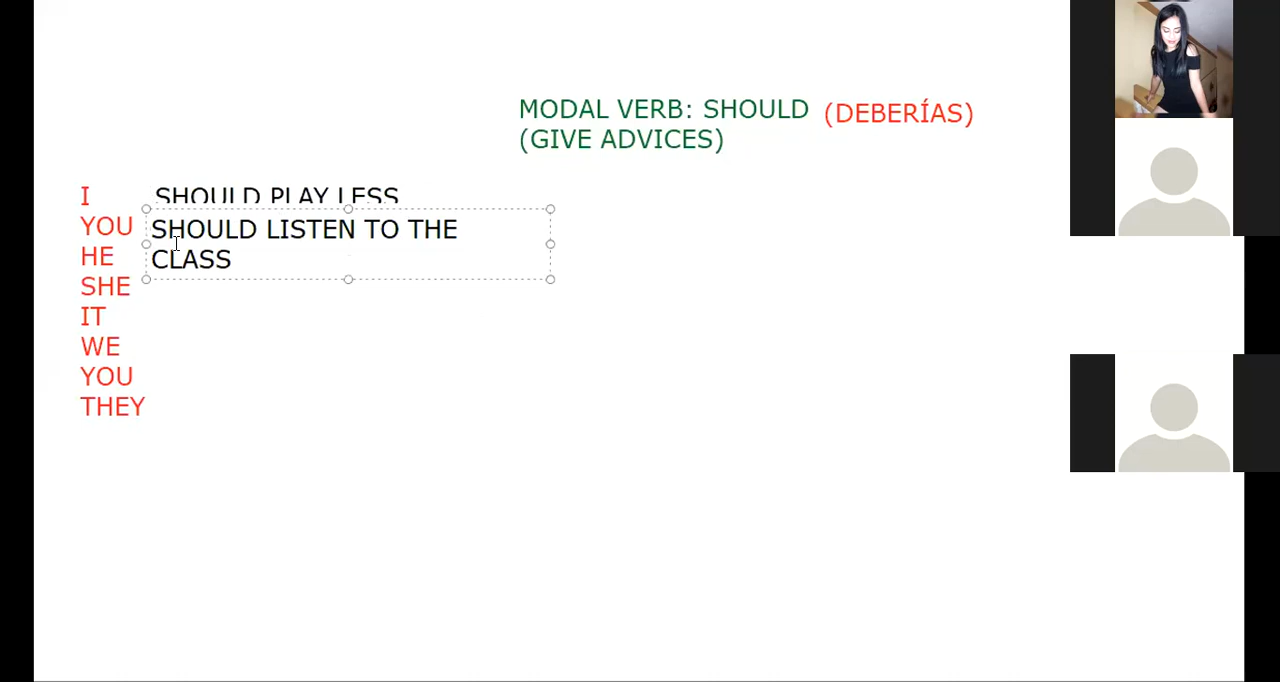 MODAL VERB: SHOULD (DEBERÍAS)
(GIVE ADVICES)
I SHOULD PLAY LESS
YOU SHOULD LISTEN TO THE
HE CLASS
SHE
IT
WE
YOU
THEY